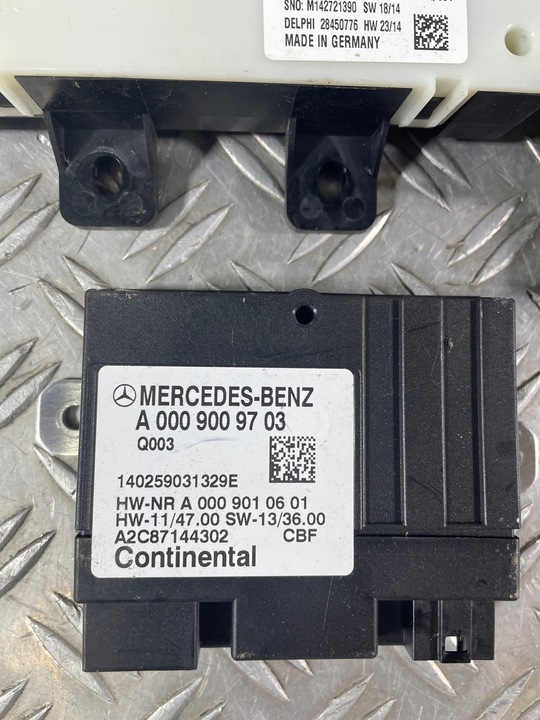 SNO: M142721390 SW 18/14
DELPHI 28450776 HW 23/14
MADE IN GERMANY
MERCEDES-BENZ
A 000 900 97 03
Q003
140259031329E
HW-NR A 000 901 06 01
HW-11/47.00 SW-13/36.00
A2C87144302 CBF
Continental